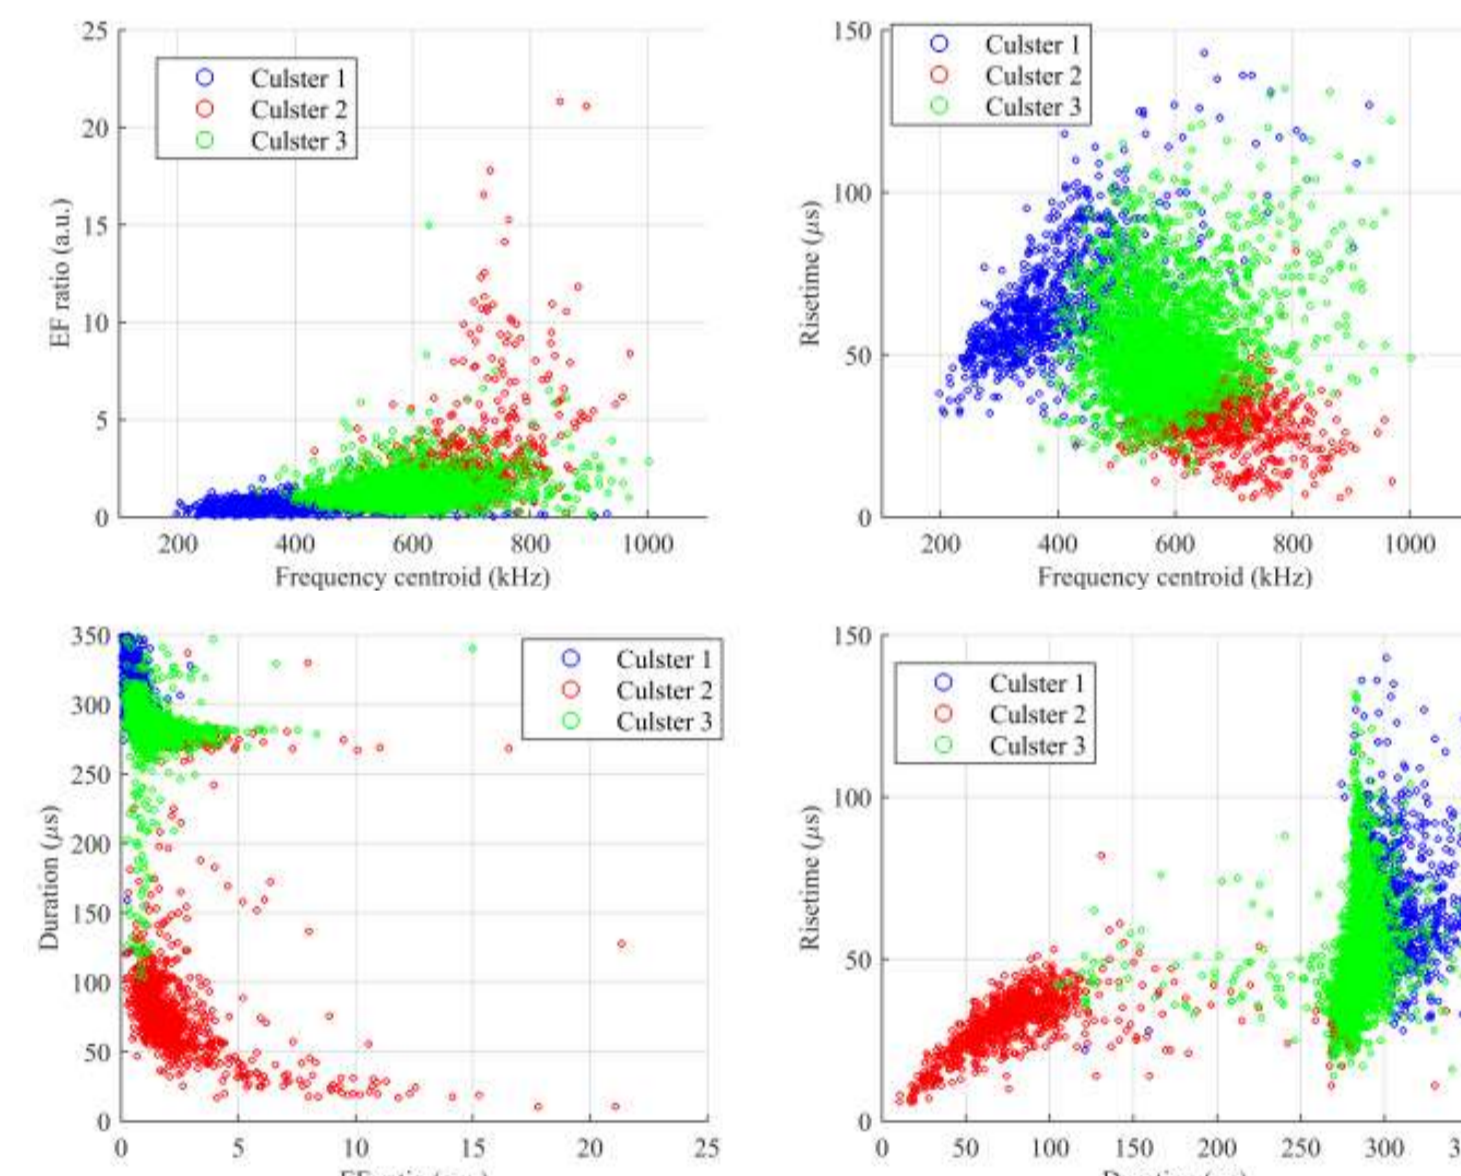 25
20
15
10
5
0
EF ratio (a.u.)
Culster 1
Culster 2
Culster 3
200 400 600 800 1000
Frequency centroid (kHz)
150
100
50
0
Risetime (μs)
Culster 1
Culster 2
Culster 3
200 400 600 800 1000
Frequency centroid (kHz)
350
300
250
200
150
100
50
0
Duration (μs)
Culster 1
Culster 2
Culster 3
0 5 10 15 20 25
150
100
50
0
Risetime (μs)
Culster 1
Culster 2
Culster 3
0 50 100 150 200 250 300